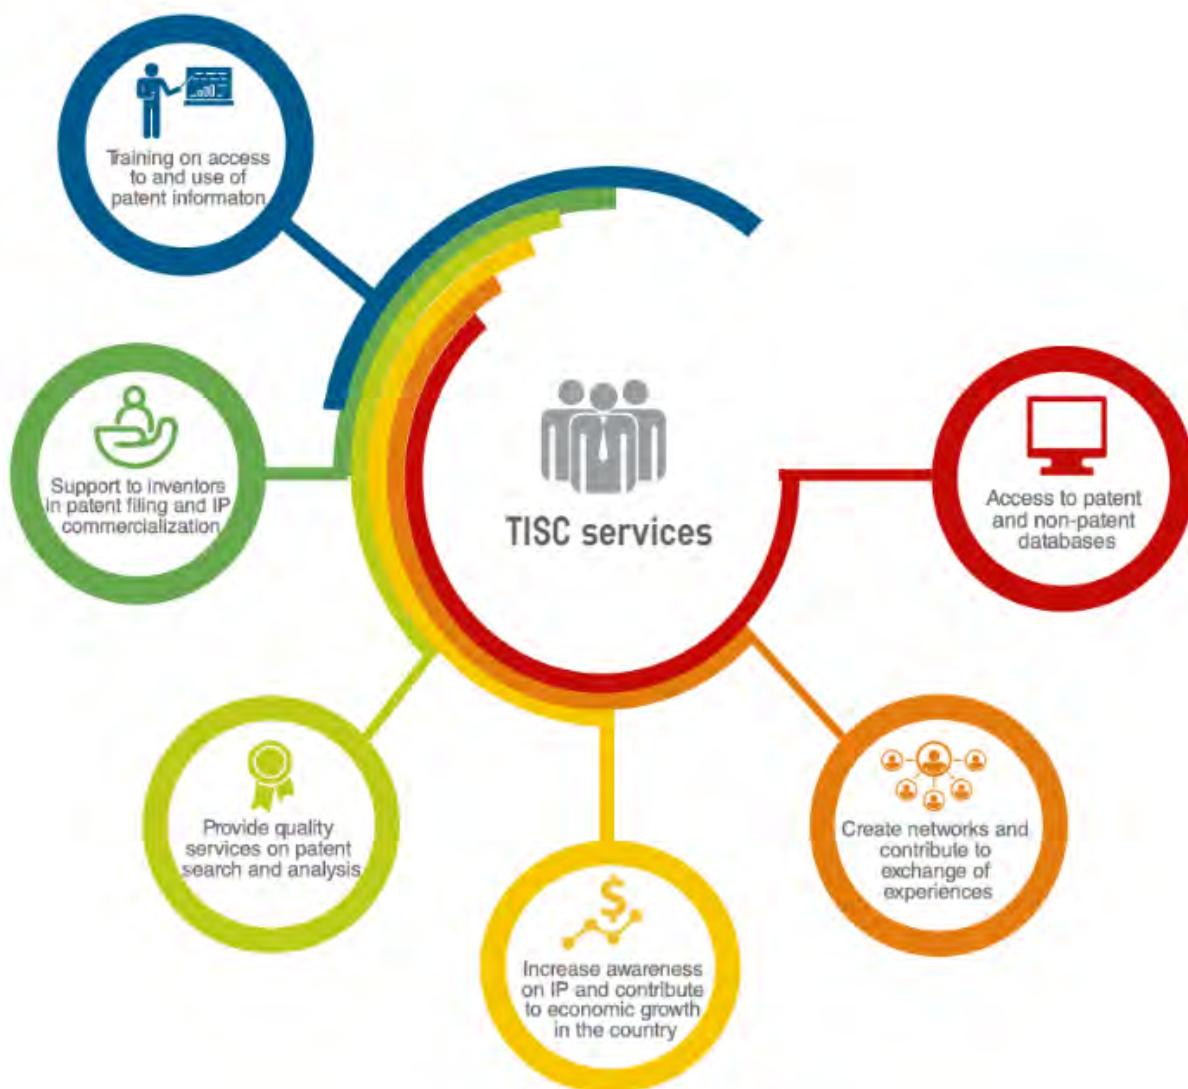 Training on access
to and use of
patent informaton
Support to inventors
in patent filing and IP
commercialization
TISC services
Access to patent
and non-patent
databases
Provide quality
services on patent
search and analysis
Create networks and
contribute to
exchange of
experiences
$
Increase awareness
on IP and contribute
to economic growth
in the country